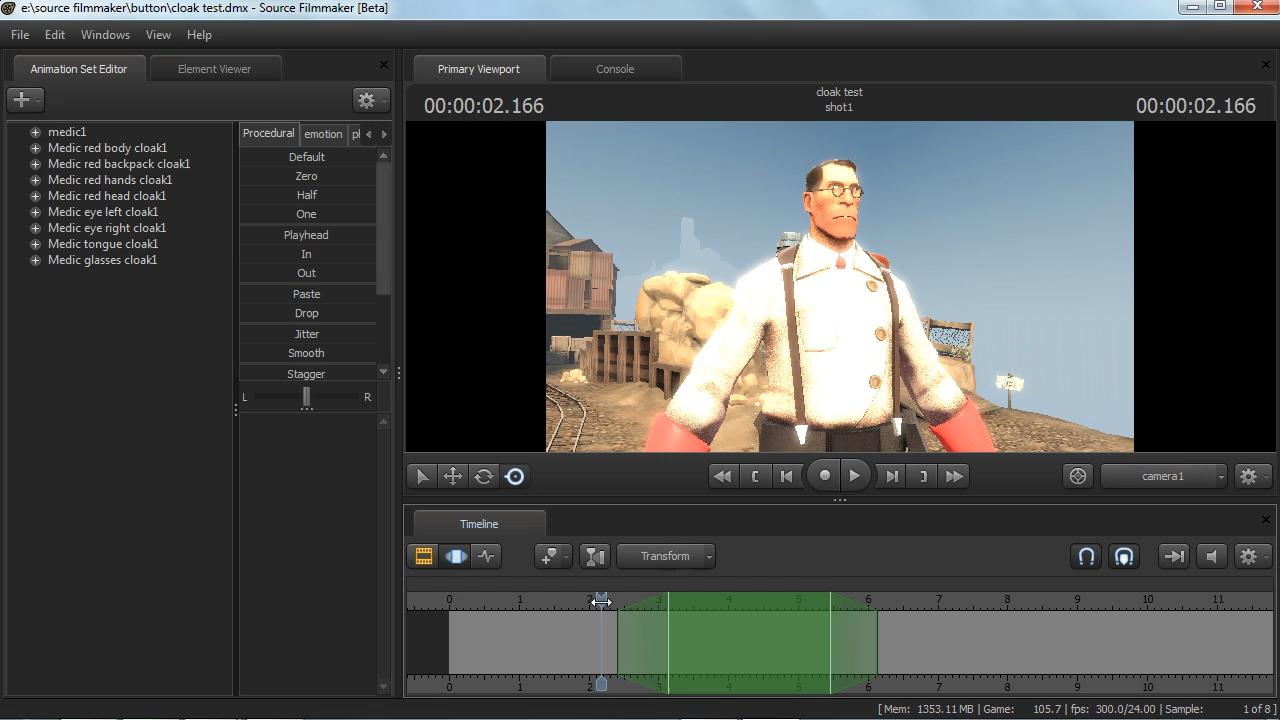 e:\source filmmaker\button\cloak test.dmx - Source Filmmaker [Beta]
File Edit Windows View Help
Animation Set Editor
Element Viewer
medic1
Medic red body cloak1
Medic red backpack cloak1
Medic red hands cloak1
Medic red head cloak1
Medic eye left cloak1
Medic eye right cloak1
Medic tongue cloak1
Medic glasses cloak1
Procedural emotion
Default
Zero
Half
One
Playhead
In
Out
Paste
Drop
Jitter
Smooth
Stagger
L R
Primary Viewport
Console
00:00:02.166
cloak test
shot1
00:00:02.166
camera1
Timeline
Transform
0 1 2 3 4 5 6 7 8 9 10 11
0 1 2 3 4 5 6 7 8 9 10 11
[ Mem: 1353.11 MB | Game: 105.7 | fps: 300.0/24.00 | Sample: 1 of 8 ]